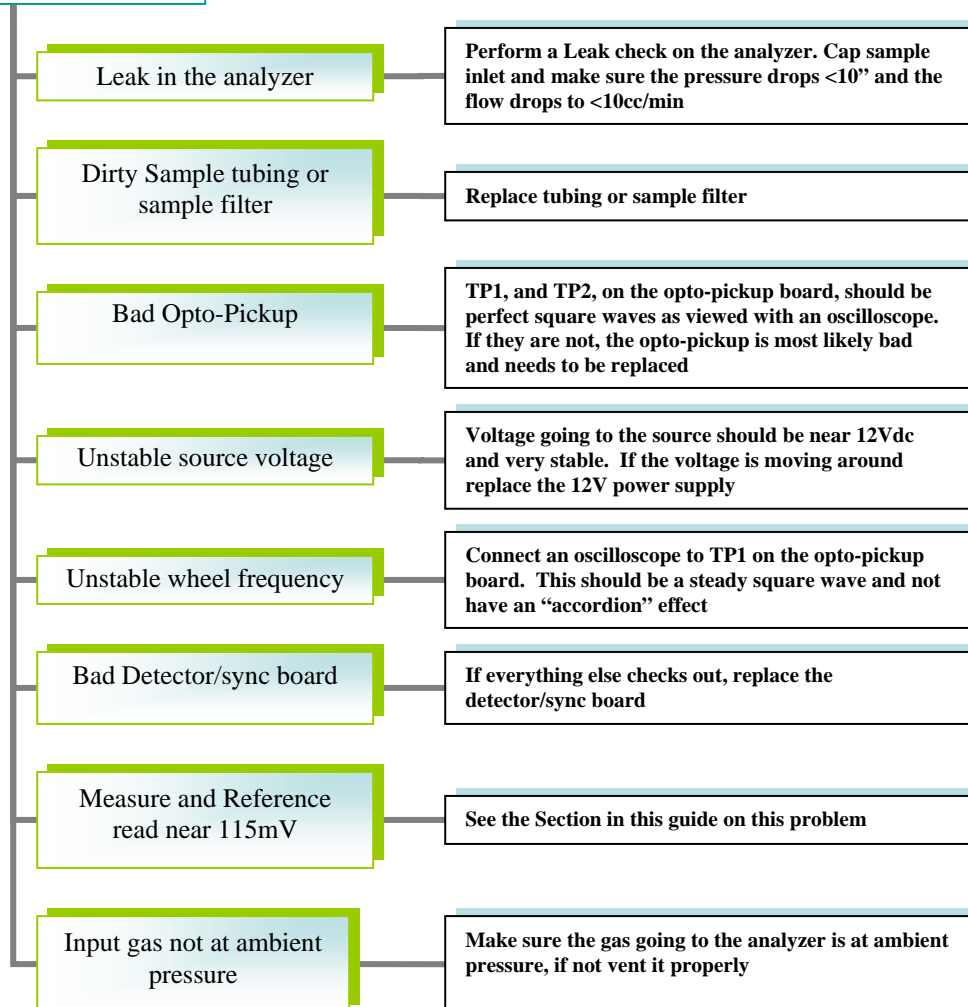 Leak in the analyzer
Perform a Leak check on the analyzer. Cap sample
inlet and make sure the pressure drops <10” and the
flow drops to <10cc/min
Dirty Sample tubing or
sample filter
Replace tubing or sample filter
Bad Opto-Pickup
TP1, and TP2, on the opto-pickup board, should be
perfect square waves as viewed with an oscilloscope.
If they are not, the opto-pickup is most likely bad
and needs to be replaced
Unstable source voltage
Voltage going to the source should be near 12Vdc
and very stable.  If the voltage is moving around
replace the 12V power supply
Unstable wheel frequency
Connect an oscilloscope to TP1 on the opto-pickup
board.  This should be a steady square wave and not
have an “accordion” effect
Bad Detector/sync board
If everything else checks out, replace the
detector/sync board
Measure and Reference
read near 115mV
See the Section in this guide on this problem
Input gas not at ambient
pressure
Make sure the gas going to the analyzer is at ambient
pressure, if not vent it properly